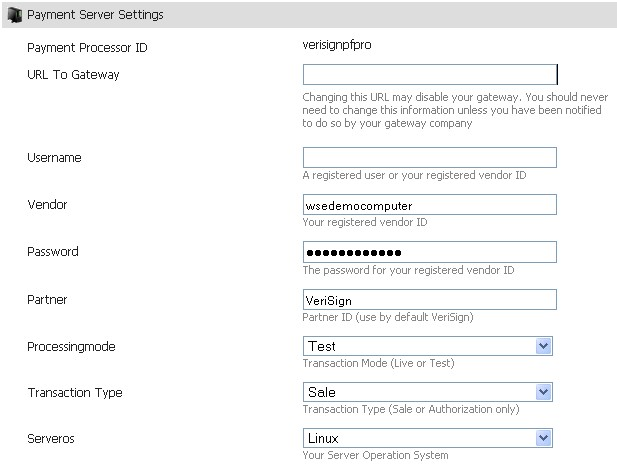 Payment Server Settings
Payment Processor ID
verisignpfpro
URL To Gateway
Changing this URL may disable your gateway. You should never
need to change this information unless you have been notified
to do so by your gateway company
Username
A registered user or your registered vendor ID
Vendor
wsedemocomputer
Your registered vendor ID
Password
●●●●●●●●●●●●
The password for your registered vendor ID
Partner
VeriSign
Partner ID (use by default VeriSign)
Processingmode
Test
Transaction Mode (Live or Test)
Transaction Type
Sale
Transaction Type (Sale or Authorization only)
Serveros
Linux
Your Server Operation System